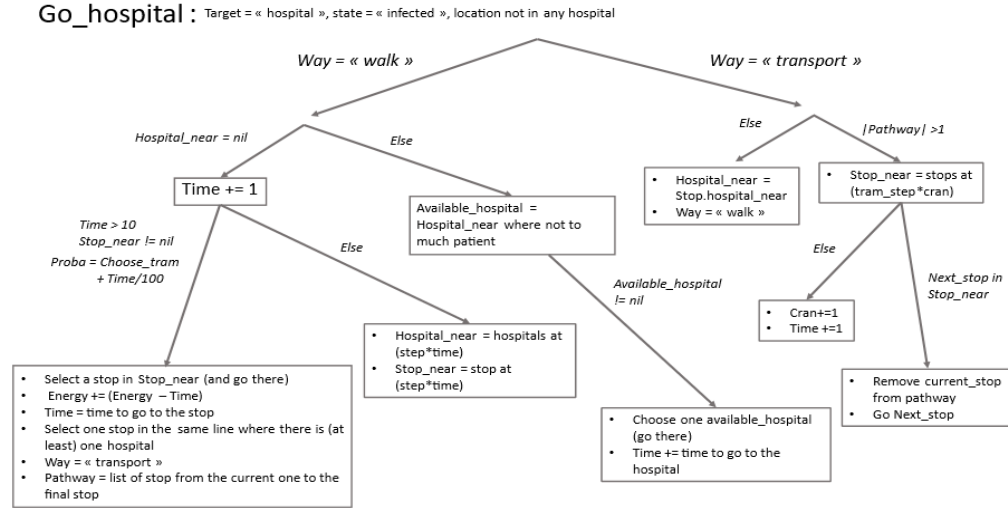 Go_hospital : Target = « hospital », state = « infected », location not in any hospital
Way = « walk »
Way = « transport »
Hospital_near = nil
Else
Else
|Pathway| >1
Time += 1
Available_hospital =
Hospital_near where not to
much patient
• Hospital_near =
Stop.hospital_near
• Way = « walk »
• Stop_near = stops at
(tram_step*cran)
Time > 10
Stop_near != nil
Proba = Choose_tram
+ Time/100
Else
Available_hospital
!= nil
Else
Next_stop in
Stop_near
• Hospital_near = hospitals at
(step*time)
• Stop_near = stop at
(step*time)
• Cran+=1
• Time +=1
• Select a stop in Stop_near (and go there)
• Energy += (Energy – Time)
• Time = time to go to the stop
• Select one stop in the same line where there is (at
least) one hospital
• Way = « transport »
• Pathway = list of stop from the current one to the
final stop
• Choose one available_hospital
(go there)
• Time += time to go to the
hospital
• Remove current_stop
from pathway
• Go Next_stop